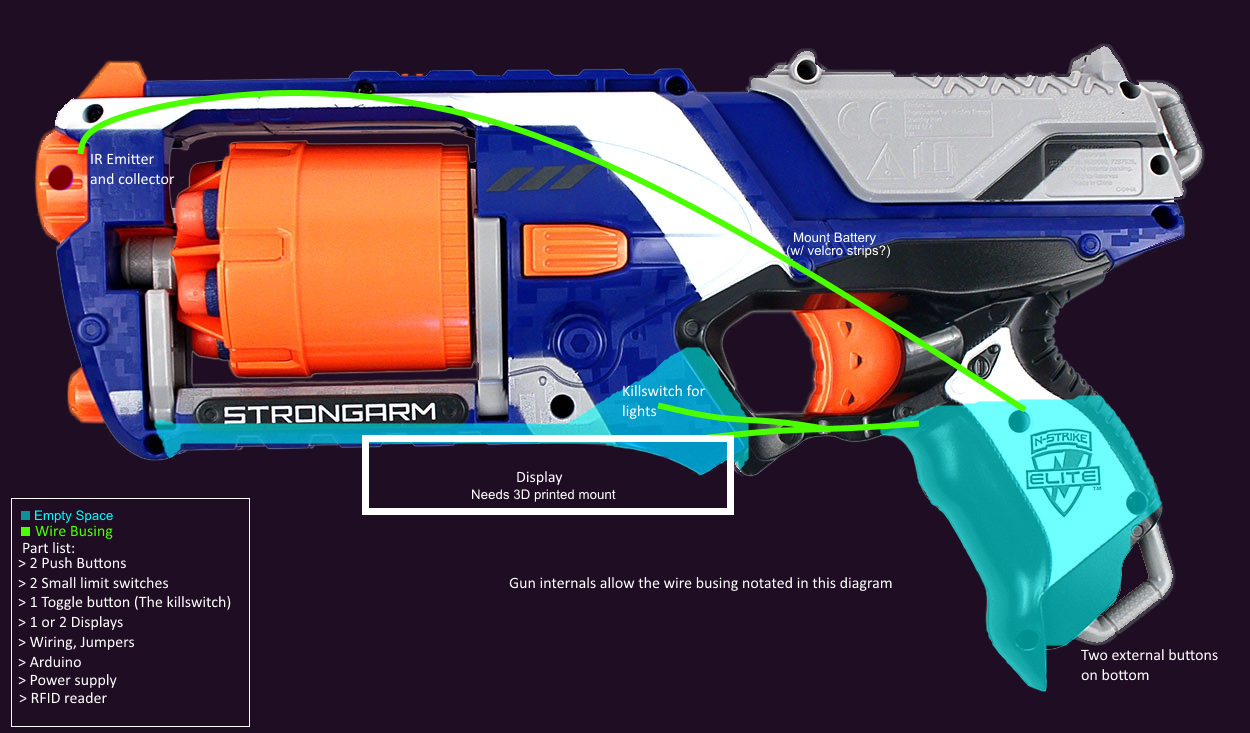 IR Emitter
and collector
Mount Battery
(w/ velcro strips?)
STRONGARM
Killswitch for
lights
N-STRIKE
ELITE
TM
Display
Needs 3D printed mount
Empty Space
Wire Busing
Part list:
> 2 Push Buttons
> 2 Small limit switches
> 1 Toggle button (The killswitch)
> 1 or 2 Displays
> Wiring, Jumpers
> Arduino
> Power supply
> RFID reader
Gun internals allow the wire busing notated in this diagram
Two external buttons
on bottom